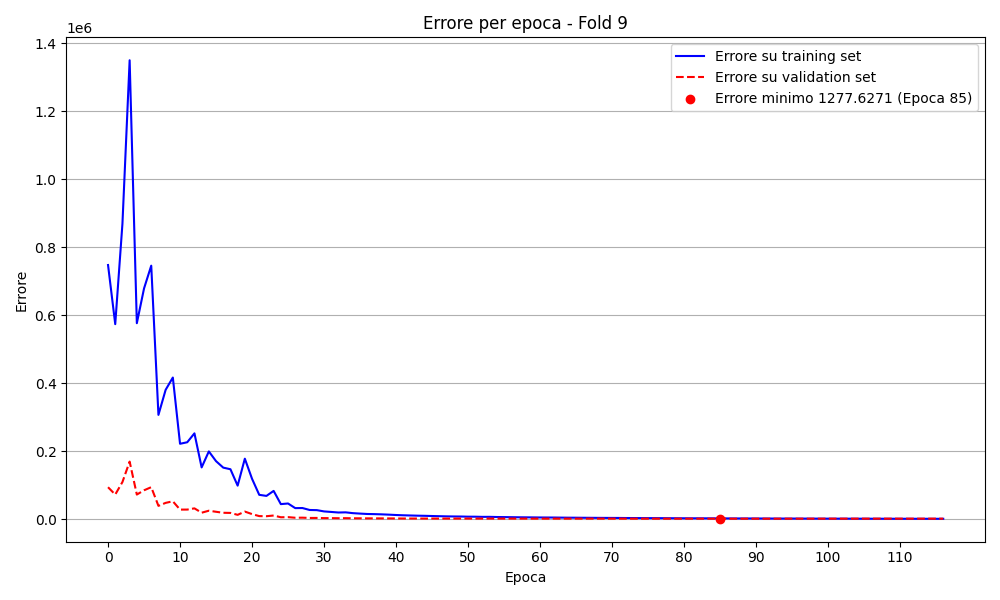 Errore per epoca - Fold 9
1e6
1.4
1.2
1.0
0.8
0.6
0.4
0.2
0.0
Errore
Errore su training set
Errore su validation set
Errore minimo 1277.6271 (Epoca 85)
0 10 20 30 40 50 60 70 80 90 100 110
Epoca